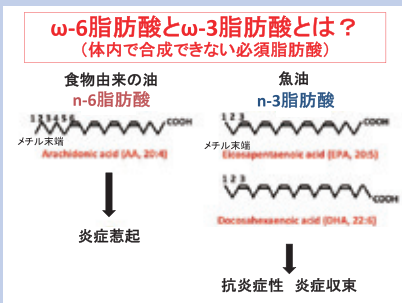 ω-6脂肪酸とω-3脂肪酸とは？
（体内で合成できない必須脂肪酸）
食物由来の油
n-6脂肪酸
1 2 3 4 5 6
COOH
メチル末端
Arachidonic acid (AA, 20:4)
炎症惹起
魚油
n-3脂肪酸
1 2 3
COOH
メチル末端
Eicosapentaenoic acid (EPA, 20:5)
1 2 3
COOH
Docosahexaenoic acid (DHA, 22:6)
抗炎症性 炎症収束